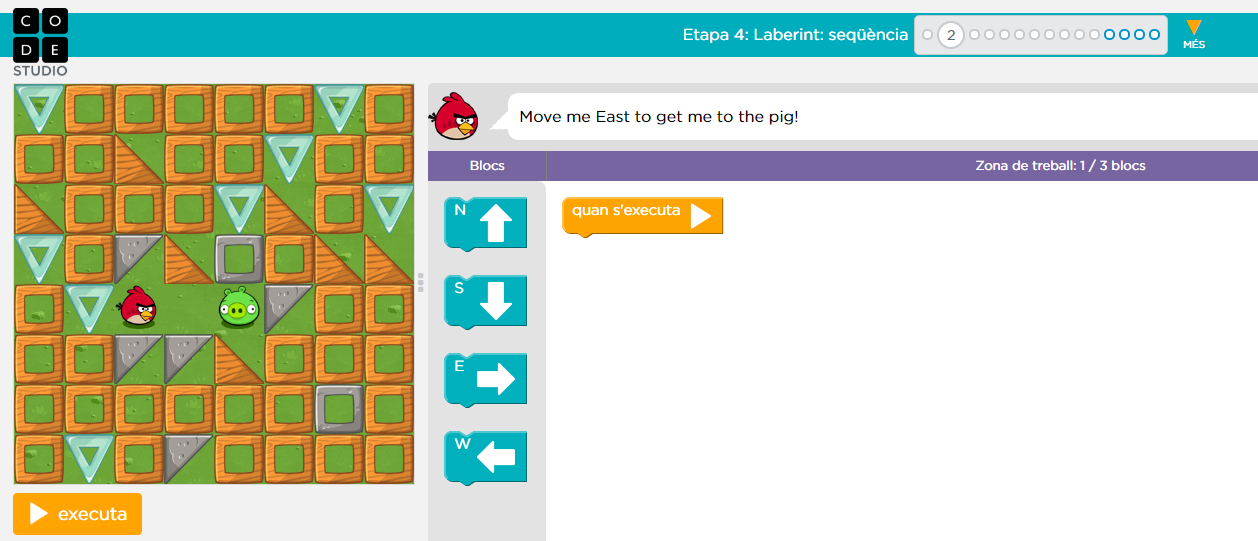 C O
D E
STUDIO
Etapa 4: Laberint: seqüència
2
MÉS
Move me East to get me to the pig!
Blocs
Zona de treball: 1 / 3 blocs
N
quan s'executa
S
E
W
executa